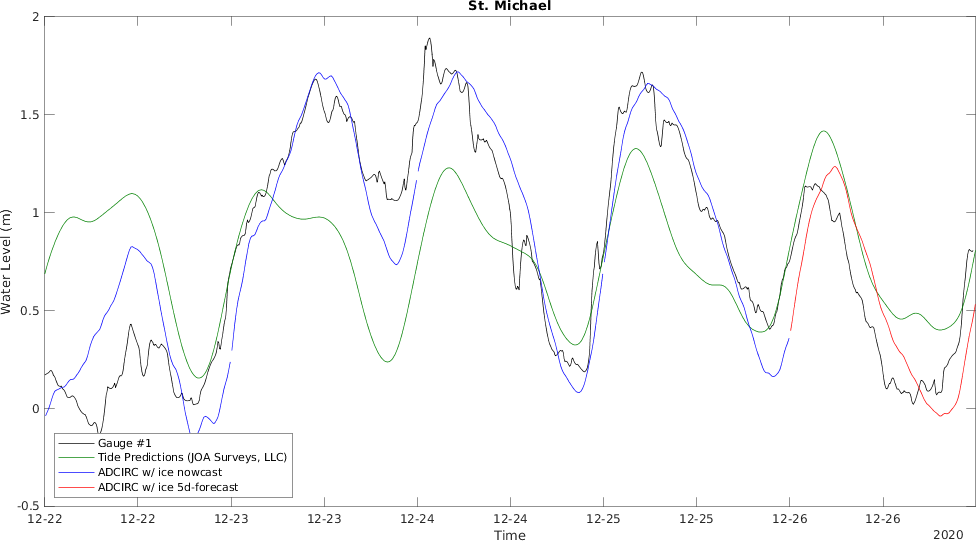 St. Michael
2
1.5
1
0.5
0
-0.5
Water Level (m)
Gauge #1
Tide Predictions (JOA Surveys, LLC)
ADCIRC w/ ice nowcast
ADCIRC w/ ice 5d-forecast
12-22 12-22 12-23 12-23 12-24 12-24 12-25 12-25 12-26 12-26
Time
2020